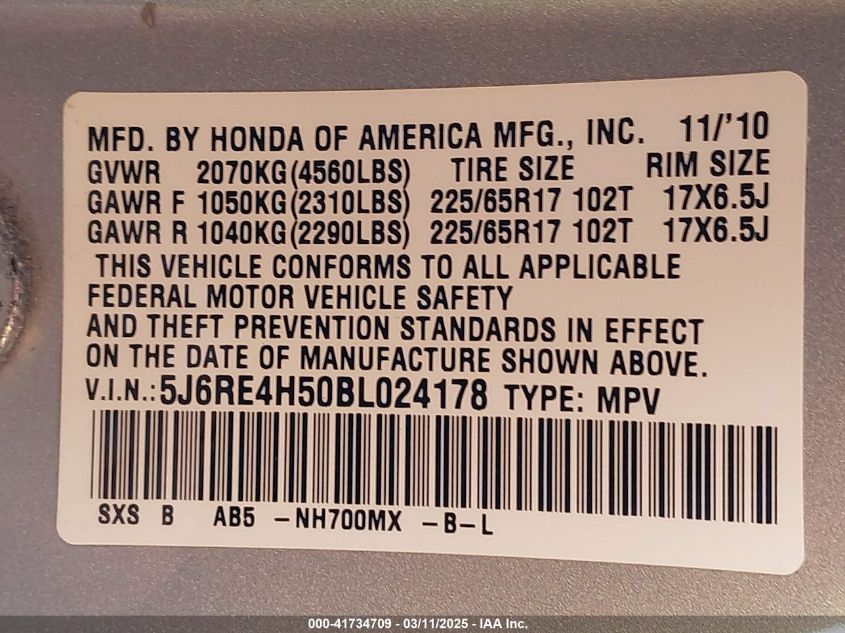 MFD. BY HONDA OF AMERICA MFG., INC. 11/'10
GVWR 2070KG(4560LBS) TIRE SIZE RIM SIZE
GAWR F 1050KG(2310LBS) 225/65R17 102T 17X6.5J
GAWR R 1040KG(2290LBS) 225/65R17 102T 17X6.5J
THIS VEHICLE CONFORMS TO ALL APPLICABLE
FEDERAL MOTOR VEHICLE SAFETY
AND THEFT PREVENTION STANDARDS IN EFFECT
ON THE DATE OF MANUFACTURE SHOWN ABOVE.
V.I.N.:5J6RE4H50BL024178 TYPE: MPV
SXS B AB5 -NH700MX -B-L
000-41734709 - 03/11/2025 - IAA Inc.